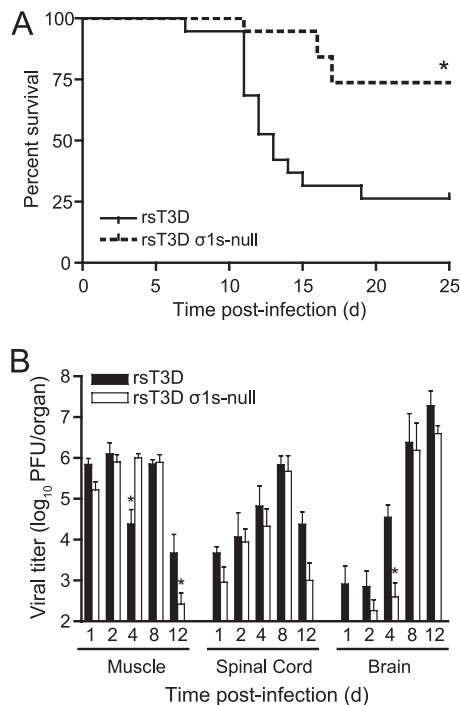 A
Percent survival
100
75
50
25
0
*
rsT3D
rsT3D σ1s-null
0 5 10 15 20 25
Time post-infection (d)
B
Viral titer (log10 PFU/organ)
8
7
6
5
4
3
2
rsT3D
rsT3D σ1s-null
* * *
1 2 4 8 12 1 2 4 8 12 1 2 4 8 12
Muscle Spinal Cord Brain
Time post-infection (d)